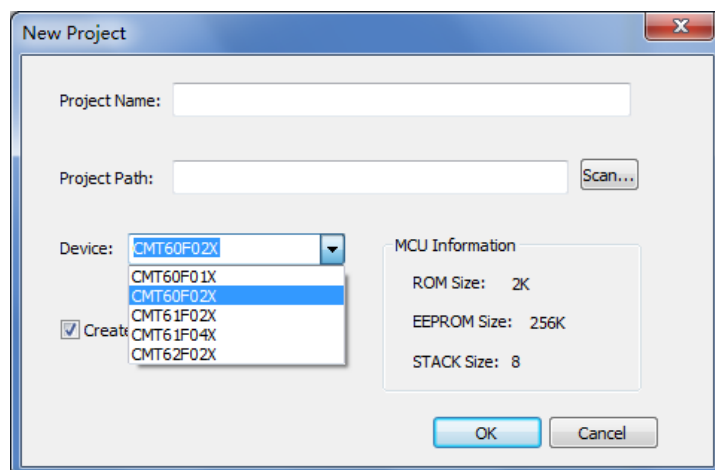 New Project
Project Name:
Project Path:
Scan...
Device:
CMT60F02X
CMT60F01X
CMT60F02X
CMT61F02X
CMT61F04X
CMT62F02X
Create
MCU Information
ROM Size: 2K
EEPROM Size: 256K
STACK Size: 8
OK
Cancel